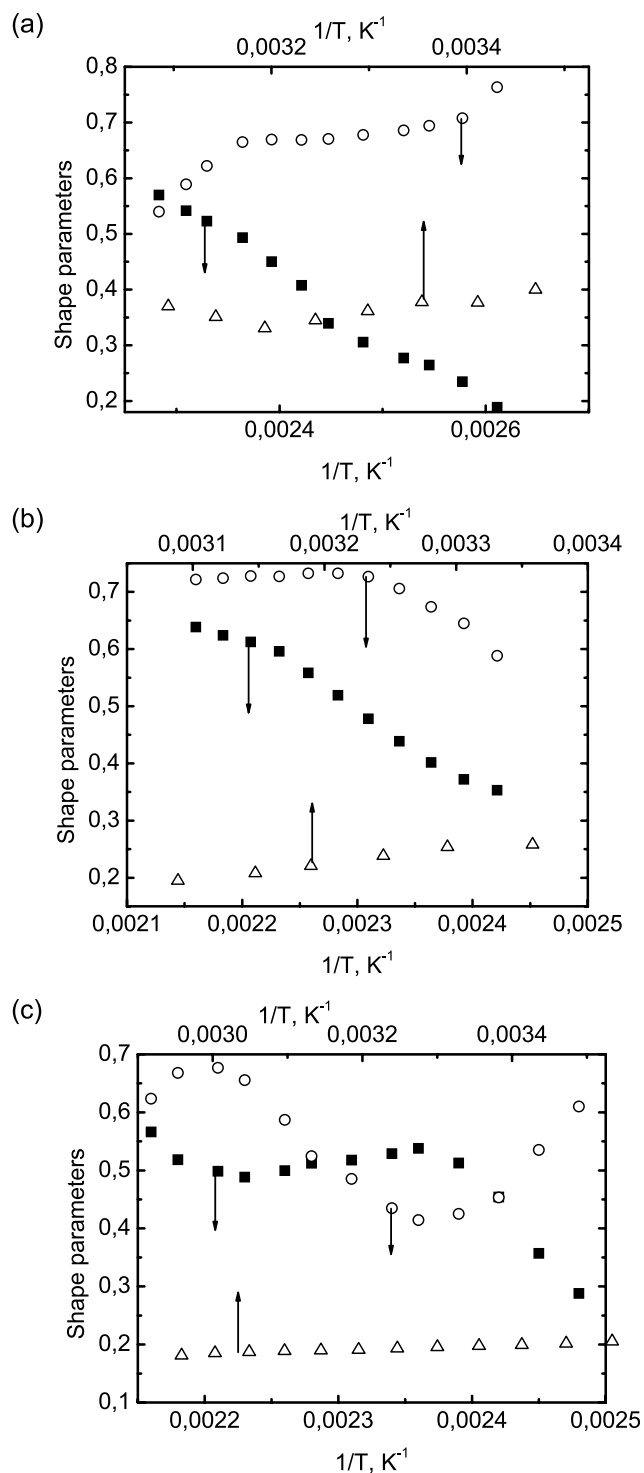 (a)
1/T, K⁻¹
0,0032 0,0034
0,8
0,7
0,6
0,5
0,4
0,3
0,2
Shape parameters
0,0024 0,0026
1/T, K⁻¹
(b)
1/T, K⁻¹
0,0031 0,0032 0,0033 0,0034
0,7
0,6
0,5
0,4
0,3
0,2
Shape parameters
0,0021 0,0022 0,0023 0,0024 0,0025
1/T, K⁻¹
(c)
1/T, K⁻¹
0,0030 0,0032 0,0034
0,7
0,6
0,5
0,4
0,3
0,2
0,1
Shape parameters
0,0022 0,0023 0,0024 0,0025
1/T, K⁻¹